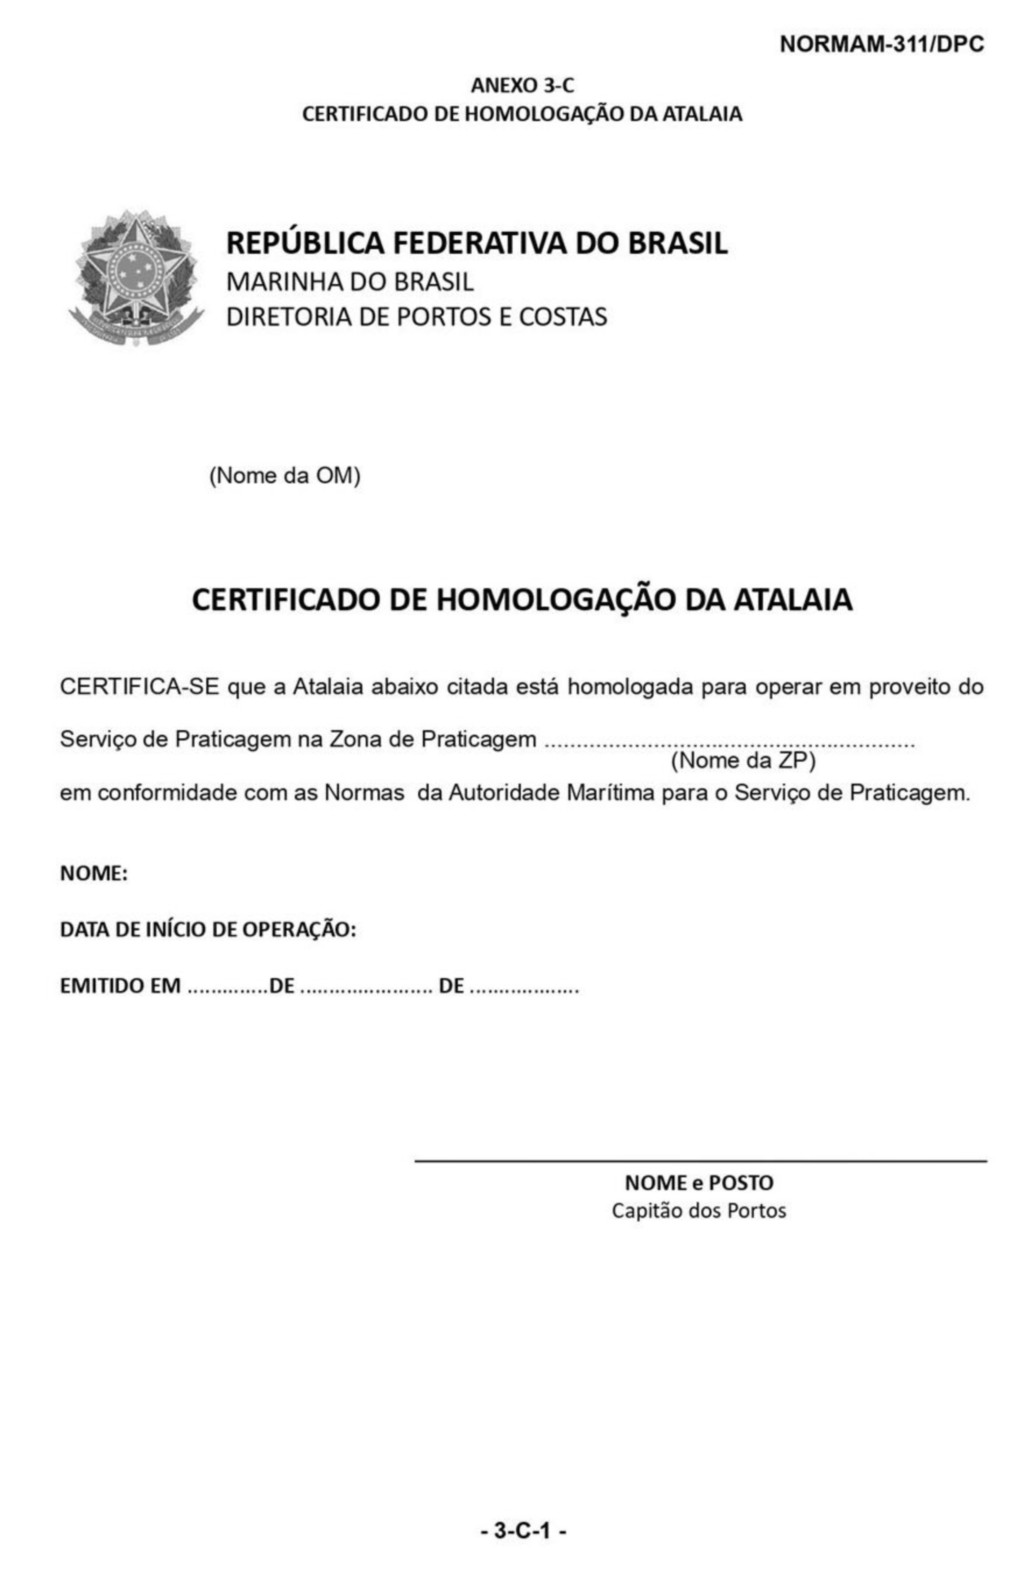 NORMAM-311/DPC
ANEXO 3-C
CERTIFICADO DE HOMOLOGAÇÃO DA ATALAIA
REPÚBLICA FEDERATIVA DO BRASIL
MARINHA DO BRASIL
DIRETORIA DE PORTOS E COSTAS
(Nome da OM)
CERTIFICADO DE HOMOLOGAÇÃO DA ATALAIA
CERTIFICA-SE que a Atalaia abaixo citada está homologada para operar em proveito do
Serviço de Praticagem na Zona de Praticagem ............................................................
(Nome da ZP)
em conformidade com as Normas da Autoridade Marítima para o Serviço de Praticagem.
NOME:
DATA DE INÍCIO DE OPERAÇÃO:
EMITIDO EM ..............DE ....................... DE ...................
NOME e POSTO
Capitão dos Portos
- 3-C-1 -